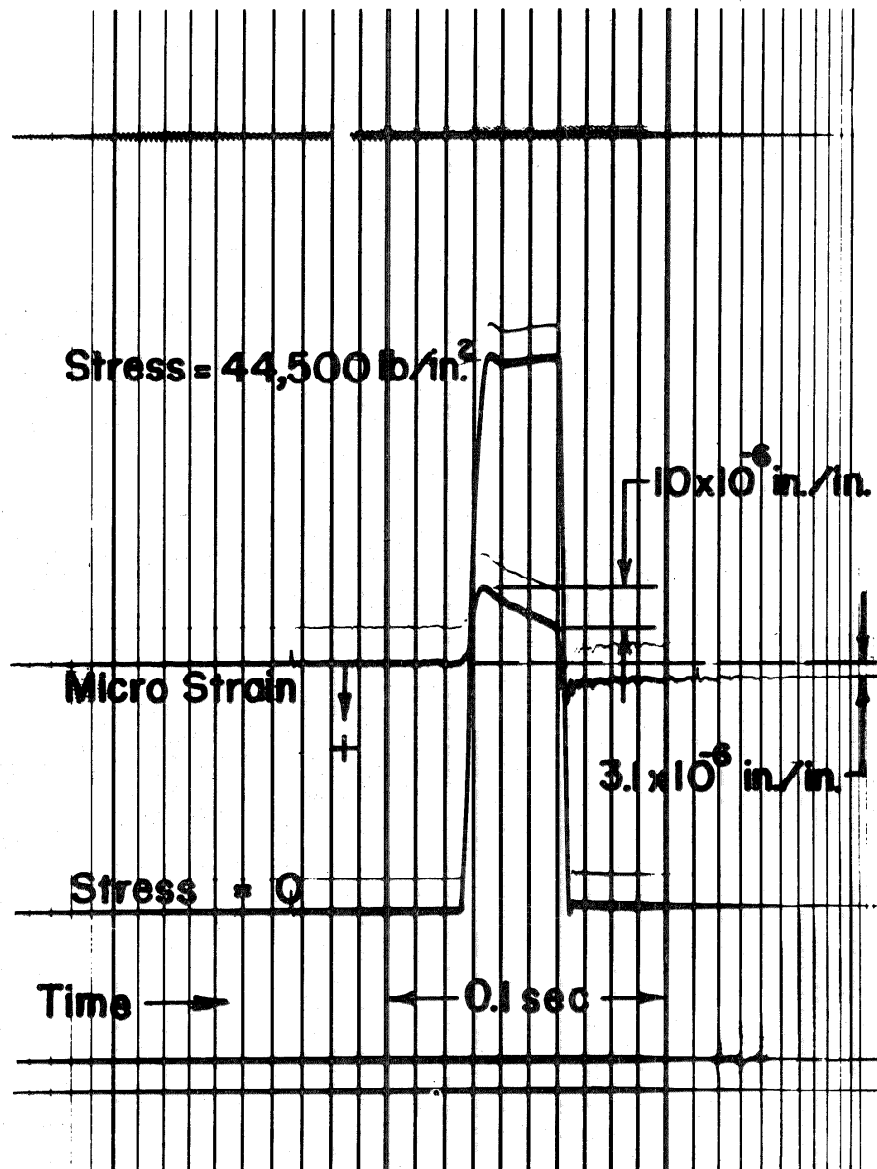 Stress = 44,500 lb/in.²
10x10⁻⁶ in./in.
Micro Strain
+
3.1x10⁻⁶ in./in.
Stress = 0
Time
0.1 sec